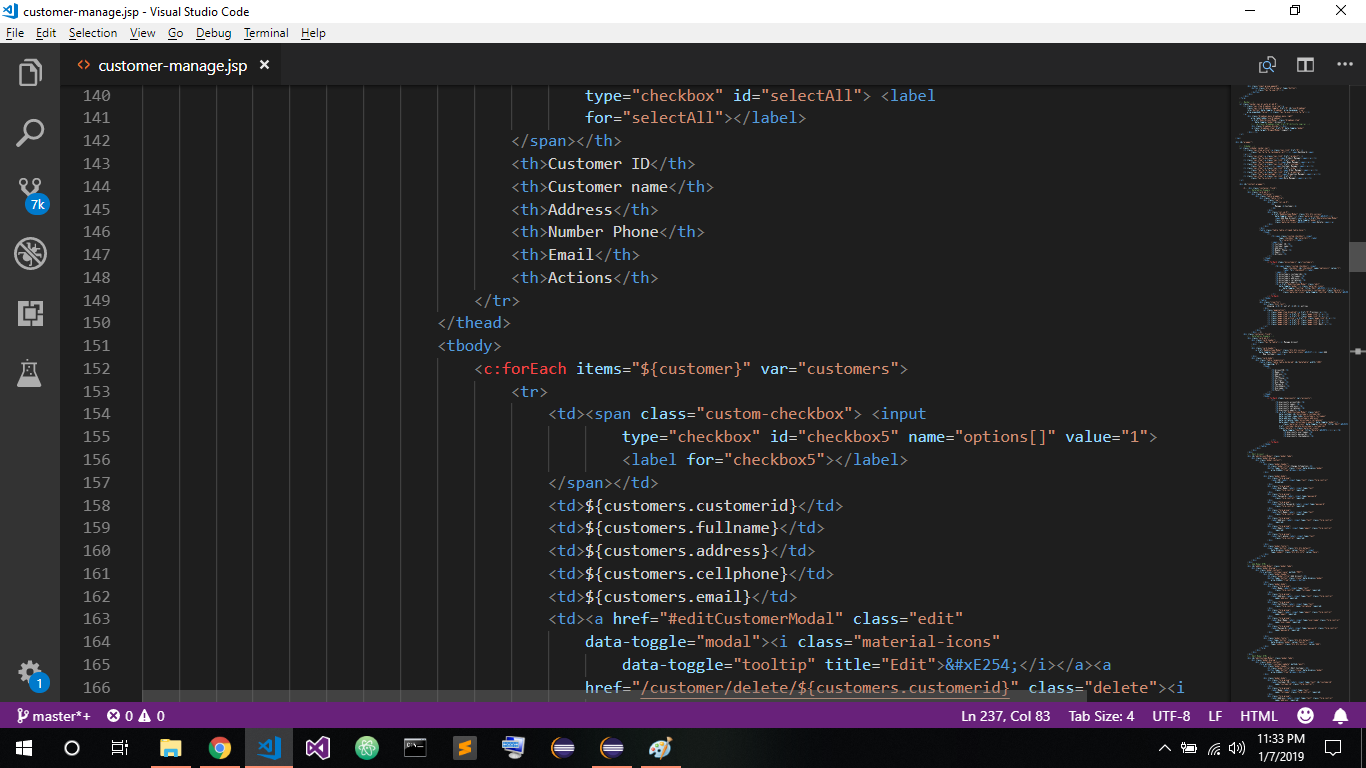 customer-manage.jsp - Visual Studio Code
File Edit Selection View Go Debug Terminal Help
<> customer-manage.jsp ×
140 type="checkbox" id="selectAll"> <label
141 for="selectAll"></label>
142 </span></th>
143 <th>Customer ID</th>
144 <th>Customer name</th>
145 <th>Address</th>
146 <th>Number Phone</th>
147 <th>Email</th>
148 <th>Actions</th>
149 </tr>
150 </thead>
151 <tbody>
152 <c:forEach items="${customer}" var="customers">
153 <tr>
154 <td><span class="custom-checkbox"> <input
155 type="checkbox" id="checkbox5" name="options[]" value="1">
156 <label for="checkbox5"></label>
157 </span></td>
158 <td>${customers.customerid}</td>
159 <td>${customers.fullname}</td>
160 <td>${customers.address}</td>
161 <td>${customers.cellphone}</td>
162 <td>${customers.email}</td>
163 <td><a href="#editCustomerModal" class="edit"
164 data-toggle="modal"><i class="material-icons"
165 data-toggle="tooltip" title="Edit">&#xE254;</i></a><a
166 href="/customer/delete/${customers.customerid}" class="delete"><i
7k
1
master*+ 0 0 Ln 237, Col 83 Tab Size: 4 UTF-8 LF HTML
11:33 PM
1/7/2019